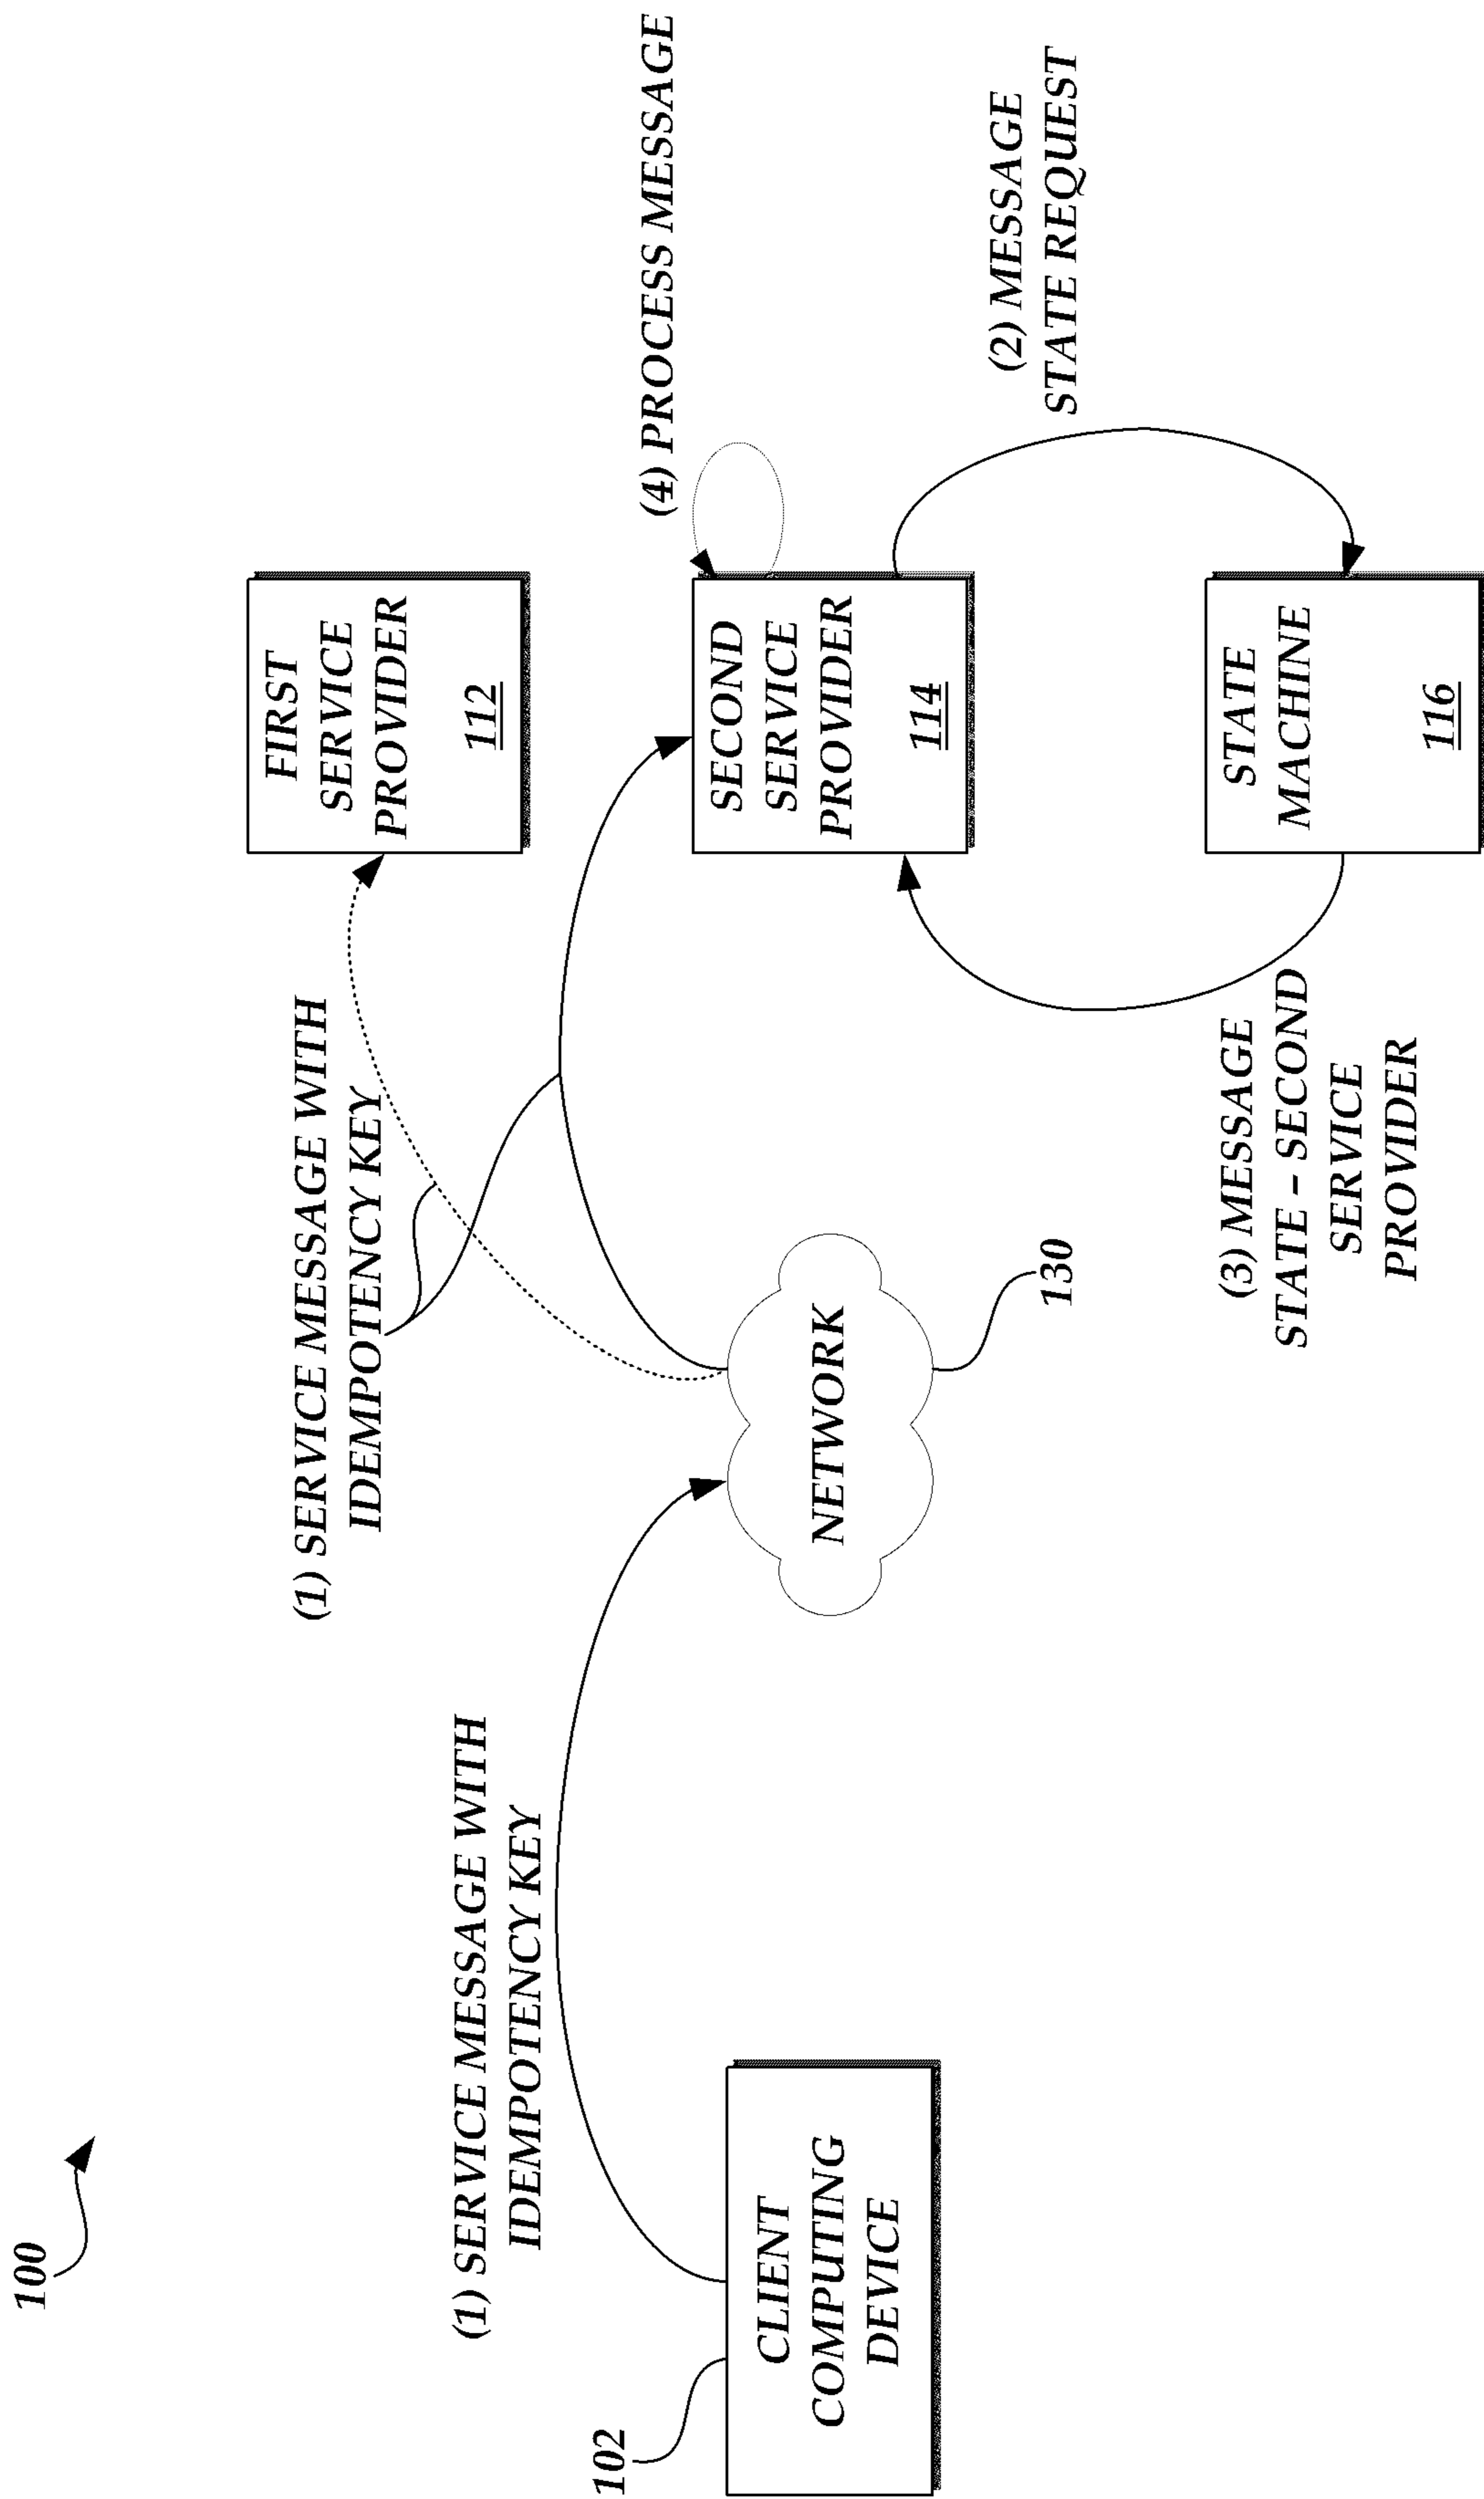 100
102
CLIENT
COMPUTING
DEVICE
(1) SERVICE MESSAGE WITH
IDEMPOTENCY KEY
NETWORK
130
(1) SERVICE MESSAGE WITH
IDEMPOTENCY KEY
FIRST
SERVICE
PROVIDER
112
(4) PROCESS MESSAGE
SECOND
SERVICE
PROVIDER
114
(2) MESSAGE
STATE REQUEST
(3) MESSAGE
STATE – SECOND
SERVICE
PROVIDER
STATE
MACHINE
116